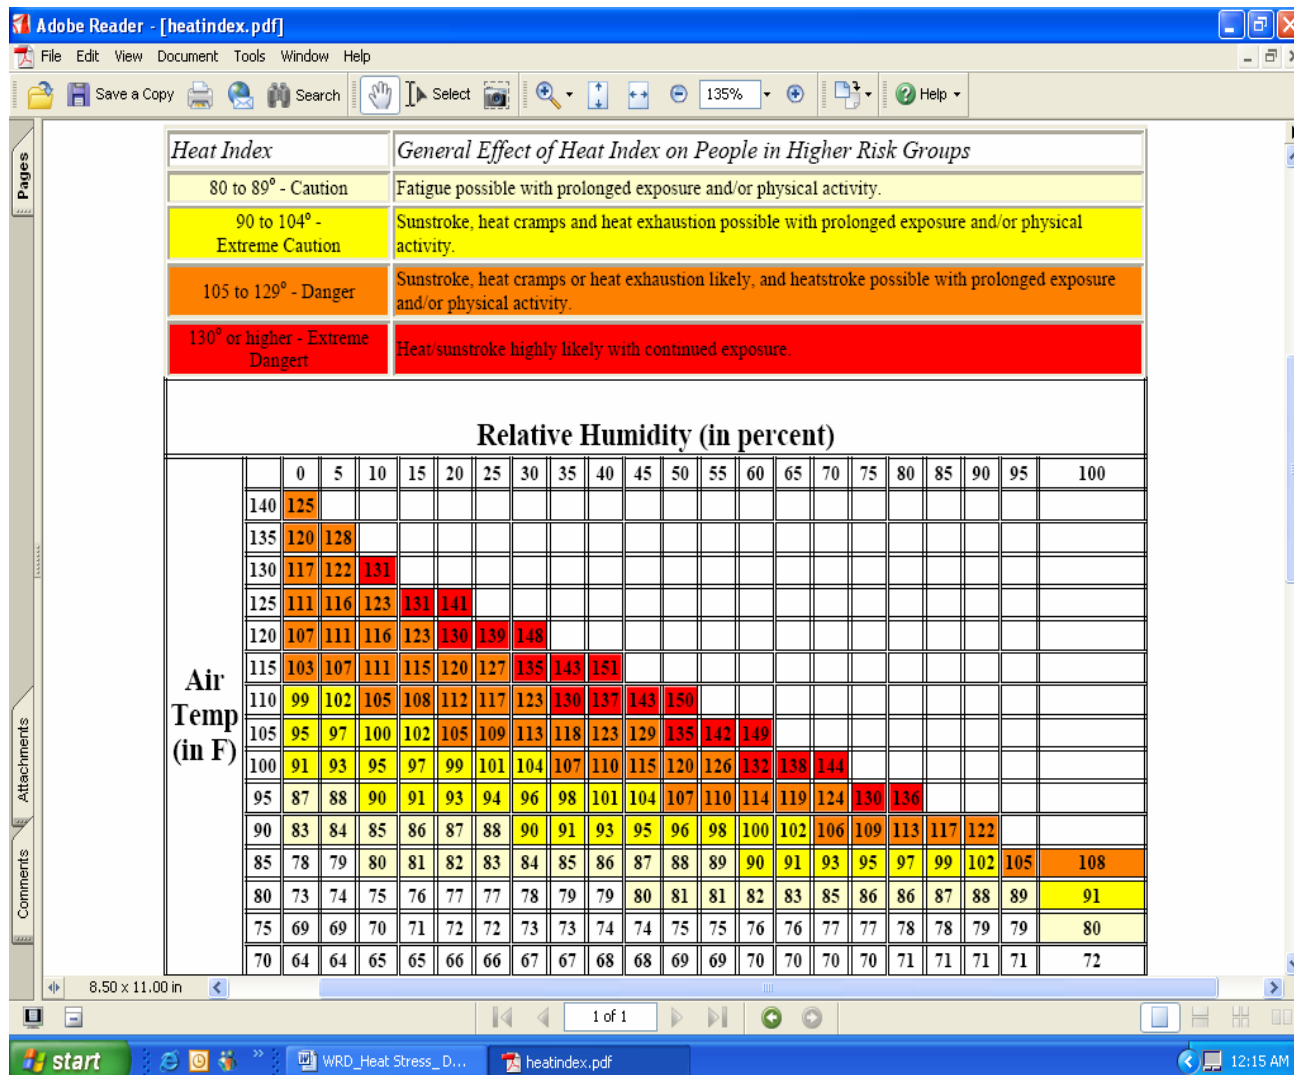 Adobe Reader - [heatindex.pdf]
File Edit View Document Tools Window Help
Save a Copy Search Select 135% Help
Pages
Attachments
Comments
Heat Index General Effect of Heat Index on People in Higher Risk Groups
80 to 89° - Caution Fatigue possible with prolonged exposure and/or physical activity.
90 to 104° -
Extreme Caution
Sunstroke, heat cramps and heat exhaustion possible with prolonged exposure and/or physical
activity.
105 to 129° - Danger
Sunstroke, heat cramps or heat exhaustion likely, and heatstroke possible with prolonged exposure
and/or physical activity.
130° or higher - Extreme
Dangert
Heat/sunstroke highly likely with continued exposure.
Relative Humidity (in percent)
Air
Temp
(in F)
0 5 10 15 20 25 30 35 40 45 50 55 60 65 70 75 80 85 90 95 100
140 125
135 120 128
130 117 122 131
125 111 116 123 131 141
120 107 111 116 123 130 139 148
115 103 107 111 115 120 127 135 143 151
110 99 102 105 108 112 117 123 130 137 143 150
105 95 97 100 102 105 109 113 118 123 129 135 142 149
100 91 93 95 97 99 101 104 107 110 115 120 126 132 138 144
95 87 88 90 91 93 94 96 98 101 104 107 110 114 119 124 130 136
90 83 84 85 86 87 88 90 91 93 95 96 98 100 102 106 109 113 117 122
85 78 79 80 81 82 83 84 85 86 87 88 89 90 91 93 95 97 99 102 105 108
80 73 74 75 76 77 77 78 79 79 80 81 81 82 83 85 86 86 87 88 89 91
75 69 69 70 71 72 72 73 73 74 74 75 75 76 76 77 77 78 78 79 79 80
70 64 64 65 65 66 66 67 67 68 68 69 69 70 70 70 70 71 71 71 71 72
8.50 x 11.00 in
1 of 1
start WRD_Heat Stress_ D... heatindex.pdf 12:15 AM